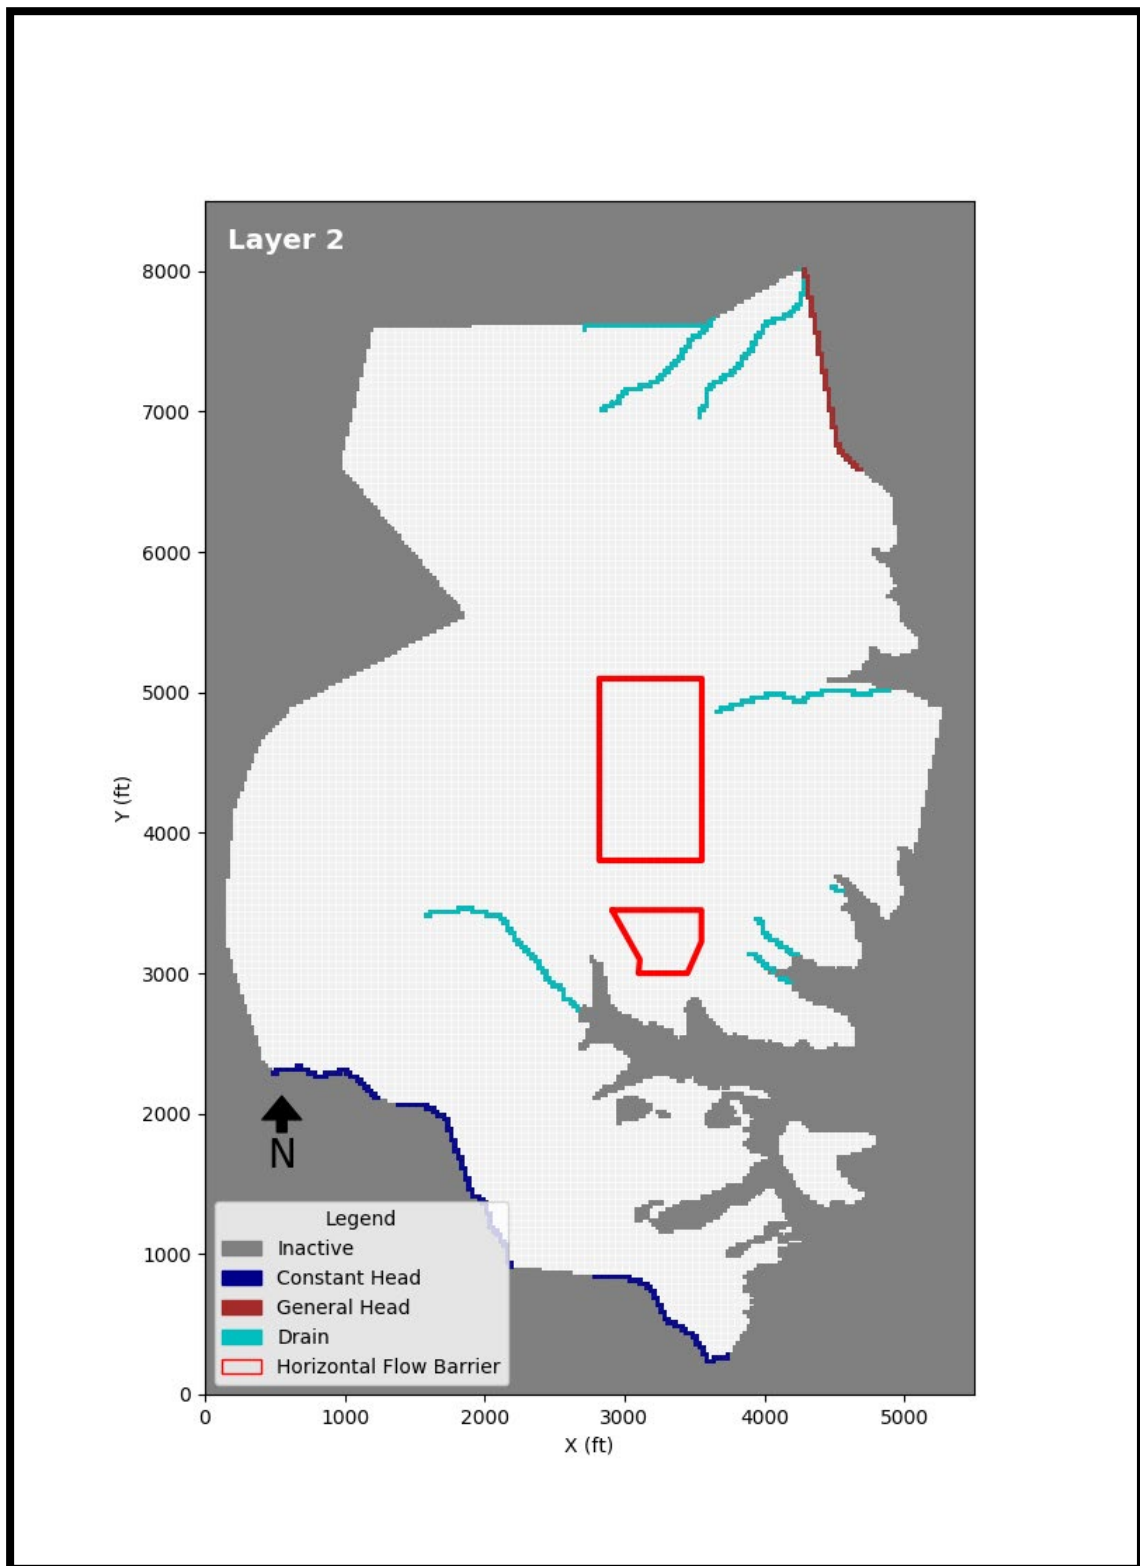 Layer 2
8000
7000
6000
5000
4000
3000
2000
1000
0
Y (ft)
N
Legend
Inactive
Constant Head
General Head
Drain
Horizontal Flow Barrier
0 1000 2000 3000 4000 5000
X (ft)